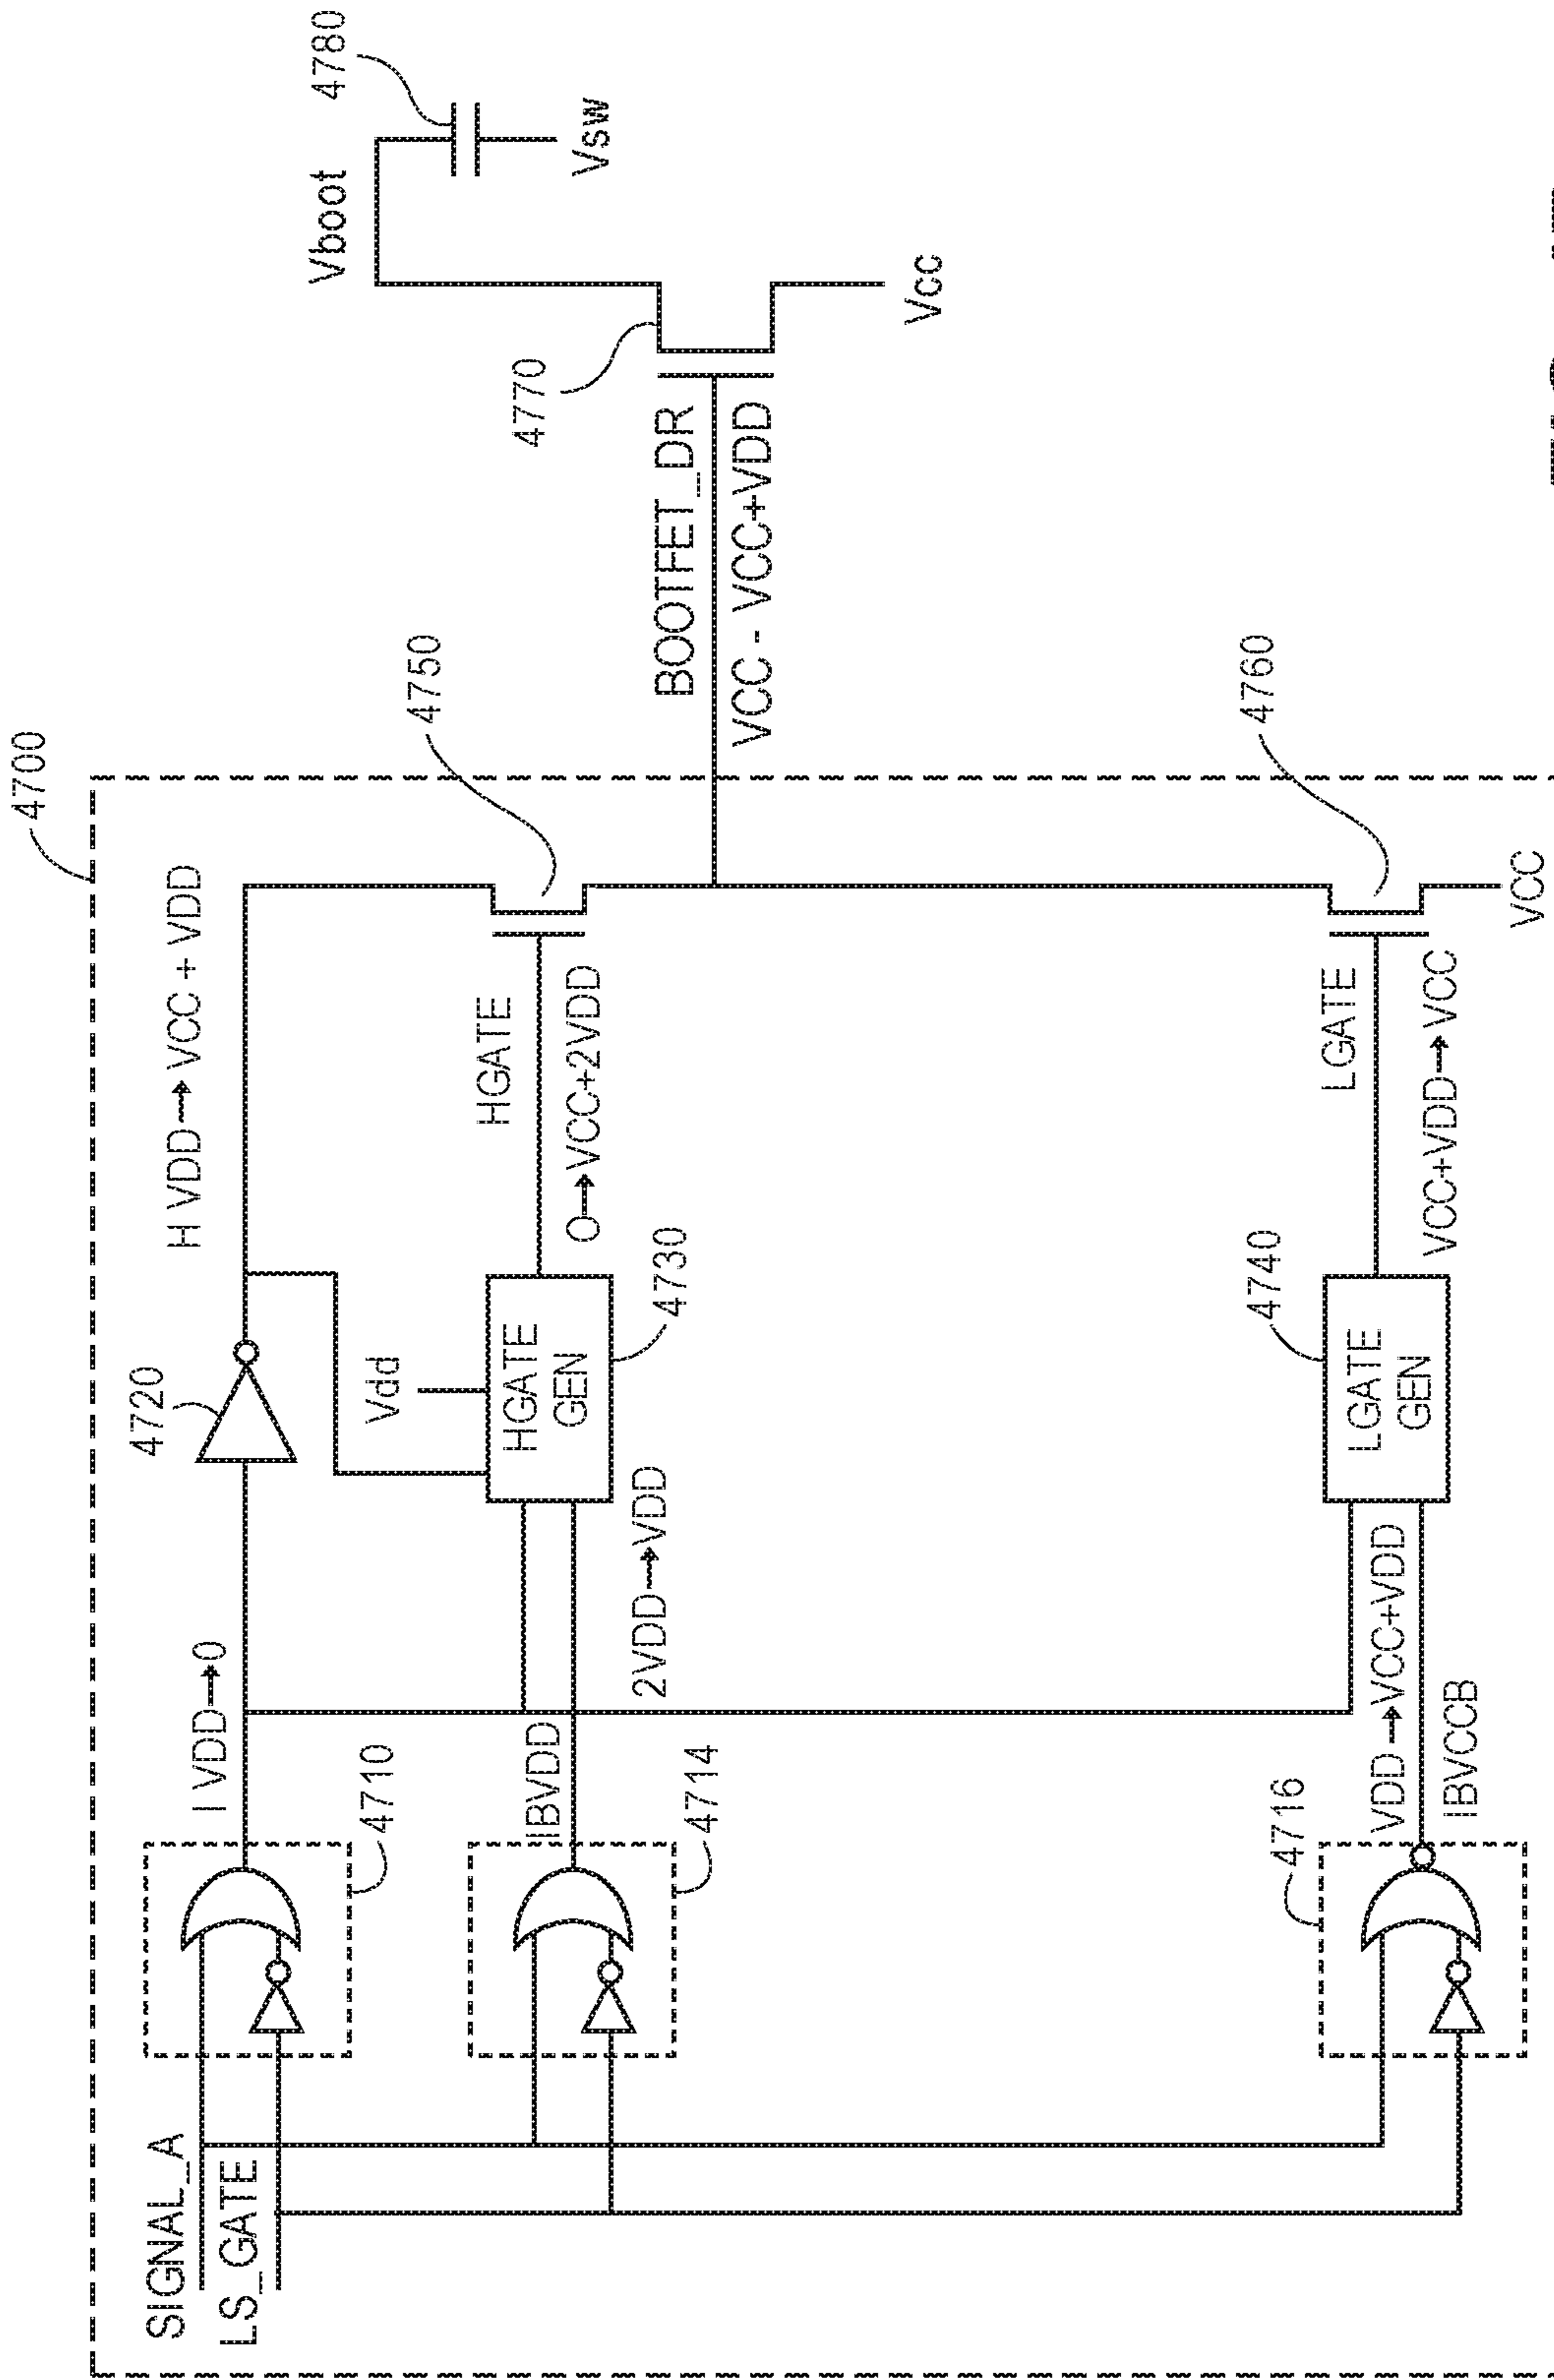 4700
SIGNAL_A
LS_GATE
I VDD→0
4710
4720
H VDD→VCC + VDD
IBVDD
4714
2VDD→VDD
Vdd
HGATE
GEN
4730
HGATE
O→VCC+2VDD
4750
BOOTFET_DR
VCC - VCC+VDD
4770
Vboot
4780
Vsw
Vcc
4716
VDD→VCC+VDD
IBVCCB
4740
LGATE
GEN
LGATE
VCC+VDD→VCC
4760
VCC